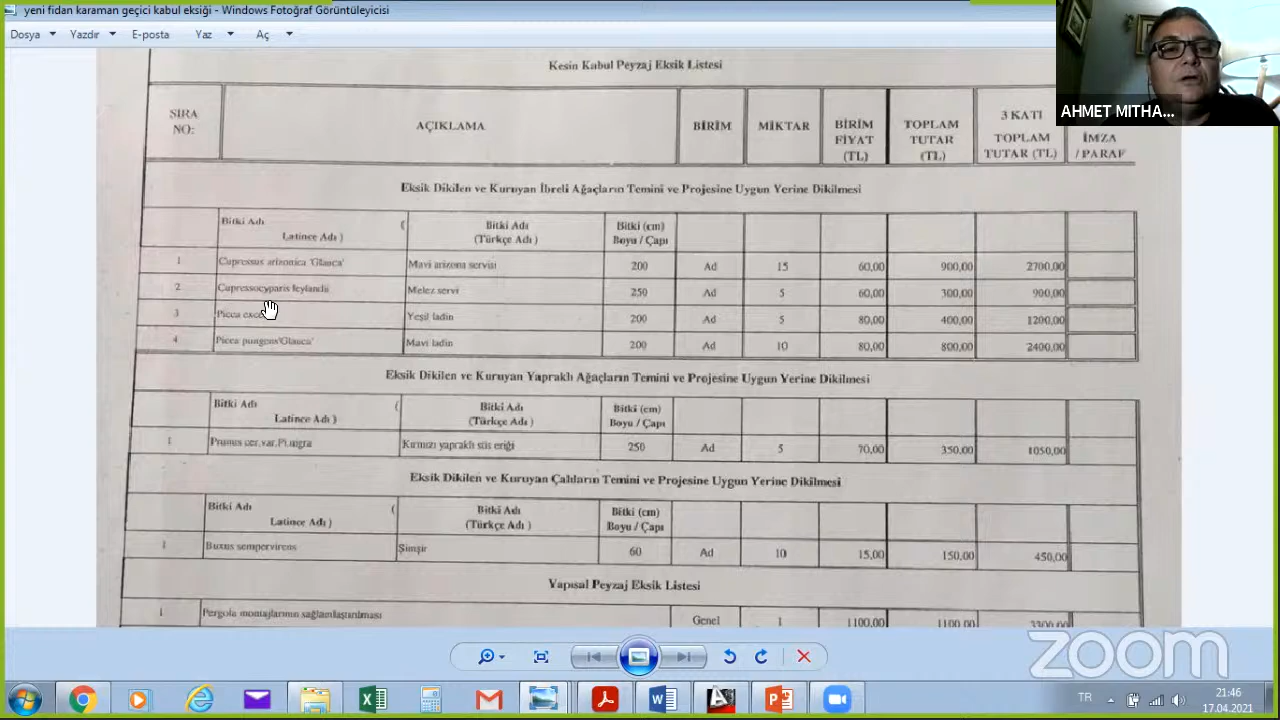 yeni fidan karaman geçici kabul eksiği - Windows Fotoğraf Görüntüleyicisi
Dosya Yazdır E-posta Yaz Aç
AHMET MITHA...
Kesin Kabul Peyzaj Eksik Listesi
SIRA NO: AÇIKLAMA BİRİM MİKTAR BİRİM FİYAT (TL) TOPLAM TUTAR (TL) 3 KATI TOPLAM TUTAR (TL) İMZA /PARAF
Eksik Dikilen ve Kuruyan İbreli Ağaçların Temini ve Projesine Uygun Yerine Dikilmesi
Bitki Adı ( Latince Adı ) Bitki Adı (Türkçe Adı ) Bitki (cm) Boyu / Çapı
1 Cupressus arizonica 'Glauca' Mavi arizona servisi 200 Ad 15 60,00 900,00 2700,00
2 Cupressocyparis leylandii Melez servi 250 Ad 5 60,00 300,00 900,00
3 Picea Yeşil ladin 200 Ad 5 80,00 400,00 1200,00
4 Picea pungens'Glauca' Mavi ladin 200 Ad 10 80,00 800,00 2400,00
Eksik Dikilen ve Kuruyan Yapraklı Ağaçların Temini ve Projesine Uygun Yerine Dikilmesi
Bitki Adı ( Latince Adı ) Bitki Adı (Türkçe Adı ) Bitki (cm) Boyu / Çapı
1 Prunus cer.var.Pi.nigra Kırmızı yapraklı süs eriği 250 Ad 5 70,00 350,00 1050,00
Eksik Dikilen ve Kuruyan Çalıların Temini ve Projesine Uygun Yerine Dikilmesi
Bitki Adı ( Latince Adı ) Bitki Adı (Türkçe Adı ) Bitki (cm) Boyu / Çapı
1 Buxus sempervirens Şimşir 60 Ad 10 15,00 150,00 450,00
Yapısal Peyzaj Eksik Listesi
1 Pergola montajlarının sağlamlaştırılması Genel 1 1100,00 1100,00 3300,00
zoom
TR 21:46
17.04.2021